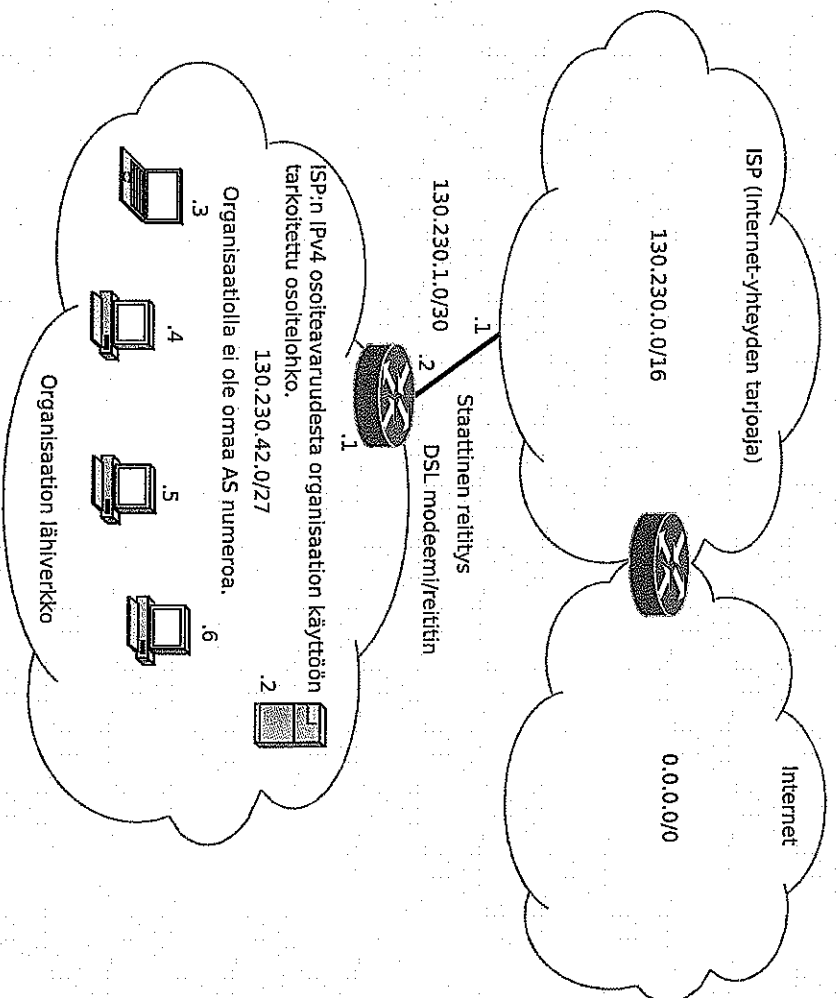 ISP (Internet-yhteyden tarjoaja)
Internet
130.230.0.0/16
0.0.0.0/0
.1
130.230.1.0/30
Staattinen reititys
.2
DSL modeemi/reititin
.1
ISP:n IPv4 osoiteavaruudesta organisaation käyttöön
tarkoitettu osoitelohko.
130.230.42.0/27
Organisaatiolla ei ole omaa AS numeroa.
.2
.3
.4
.5
.6
Organisaation lähiverkko